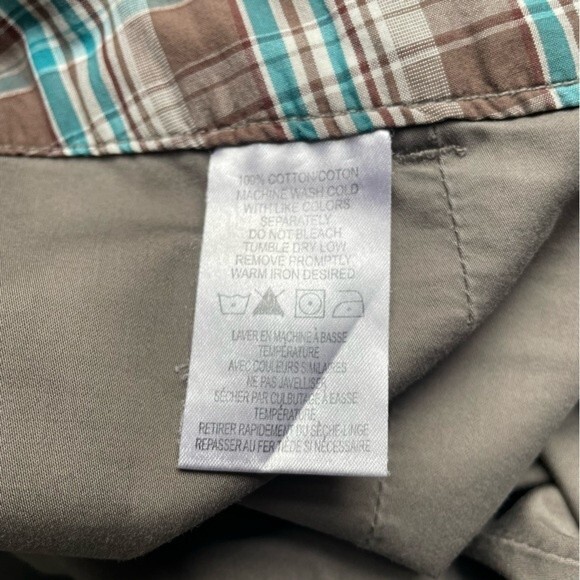 100% COTTON/COTON
MACHINE WASH COLD
WITH LIKE COLORS
SEPARATELY
DO NOT BLEACH
TUMBLE DRY LOW
REMOVE PROMPTLY
WARM IRON DESIRED
LAVER EN MACHINE À BASSE
TEMPÉRATURE
AVEC COULEURS SIMILAIRES
NE PAS JAVELLISER
SÉCHER PAR CULBUTAGE À BASSE
TEMPÉRATURE
RETIRER RAPIDEMENT DU SÈCHE-LINGE
REPASSER AU FER TIÈDE SI NÉCESSAIRE